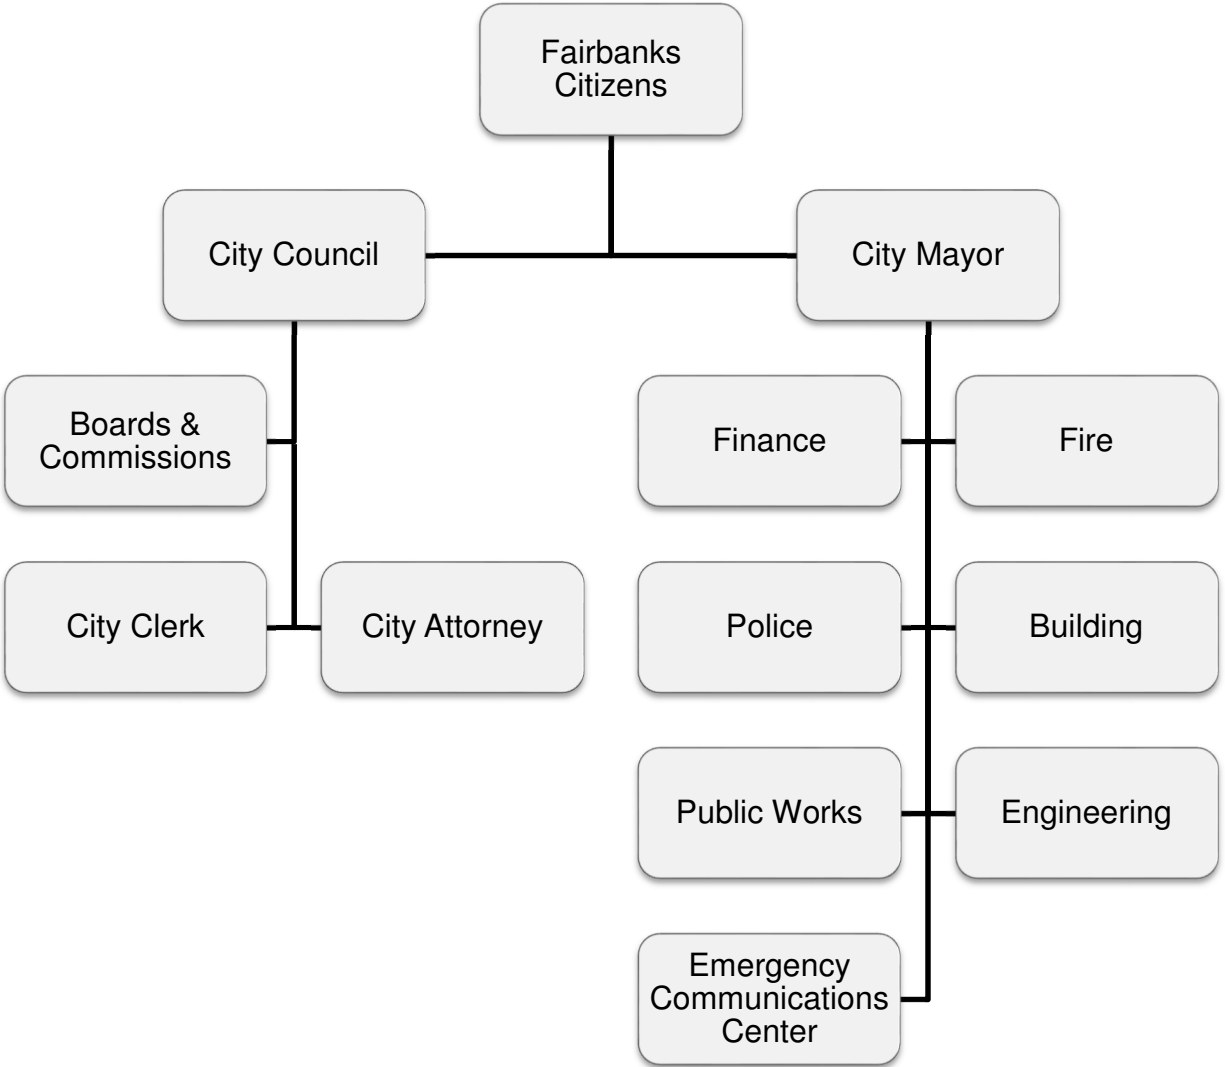 Fairbanks
Citizens
City Council
City Mayor
Boards &
Commissions
Finance
Fire
City Clerk
City Attorney
Police
Building
Public Works
Engineering
Emergency
Communications
Center